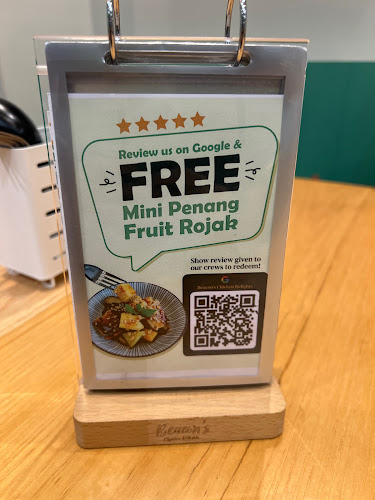 Review us on Google &
FREE
Mini Penang
Fruit Rojak
Show review given to
our crews to redeem!
G